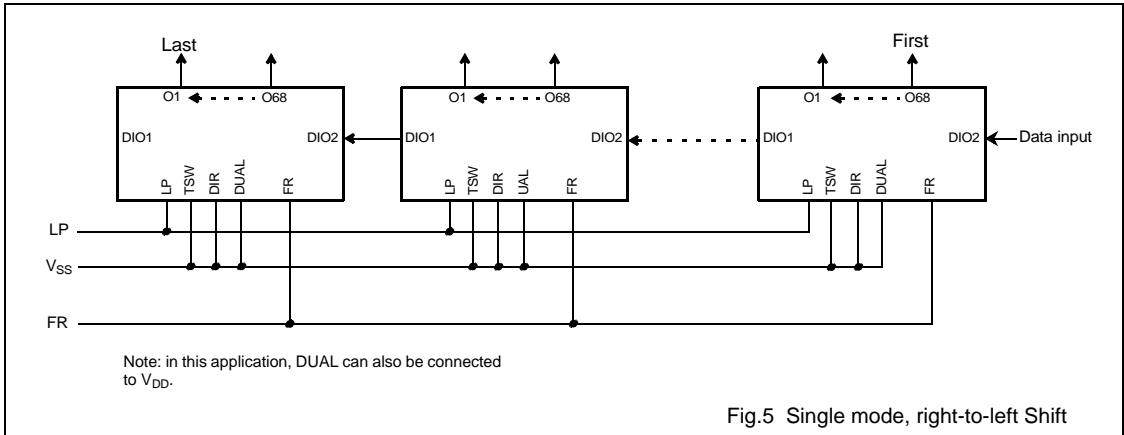 Last First
O1 O68 O1 O68 O1 O68
DIO1 DIO2 DIO1 DIO2 DIO1 DIO2 Data input
LP TSW DIR DUAL FR LP TSW DIR UAL FR LP TSW DIR DUAL FR
LP
VSS
FR
Note: in this application, DUAL can also be connected
to VDD.
Fig.5 Single mode, right-to-left Shift